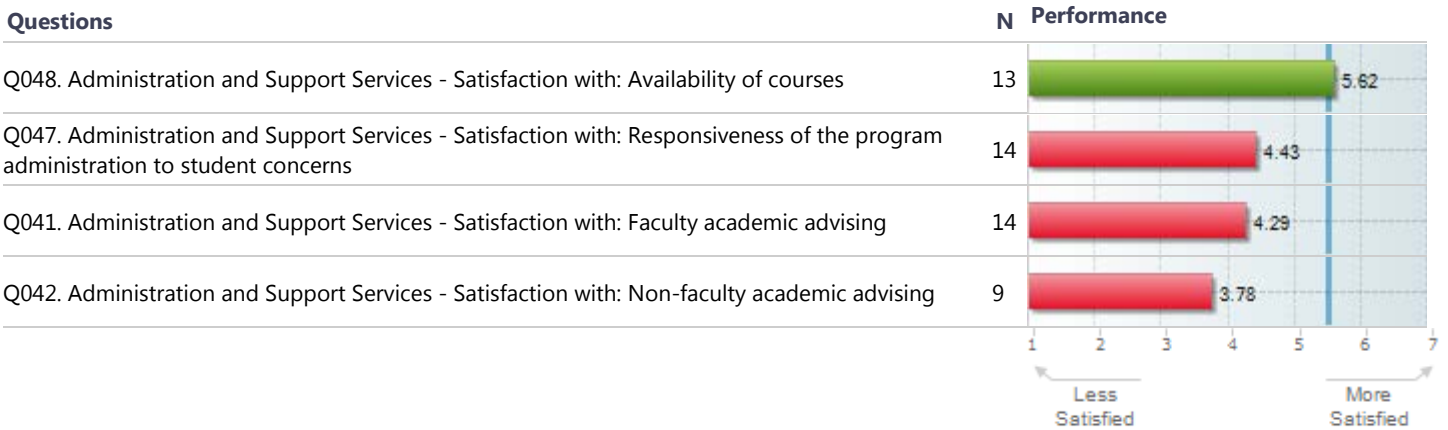 Questions N Performance
Q048. Administration and Support Services - Satisfaction with: Availability of courses 13 5.62
Q047. Administration and Support Services - Satisfaction with: Responsiveness of the program
administration to student concerns 14 4.43
Q041. Administration and Support Services - Satisfaction with: Faculty academic advising 14 4.29
Q042. Administration and Support Services - Satisfaction with: Non-faculty academic advising 9 3.78
1 2 3 4 5 6 7
Less More
Satisfied Satisfied